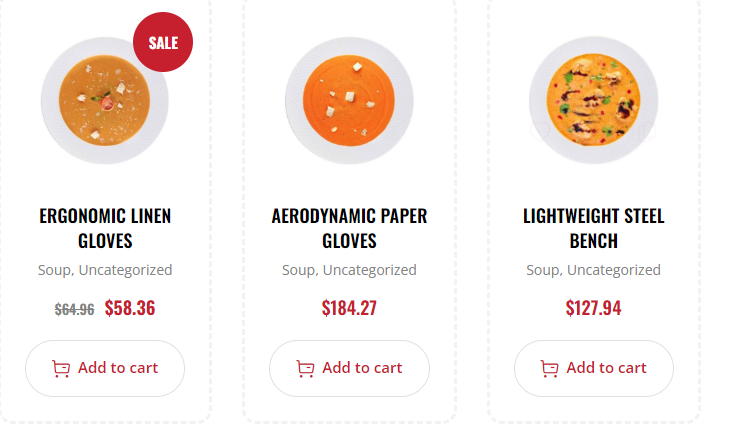 SALE
ERGONOMIC LINEN
GLOVES
Soup, Uncategorized
$64.96 $58.36
Add to cart
AERODYNAMIC PAPER
GLOVES
Soup, Uncategorized
$184.27
Add to cart
LIGHTWEIGHT STEEL
BENCH
Soup, Uncategorized
$127.94
Add to cart